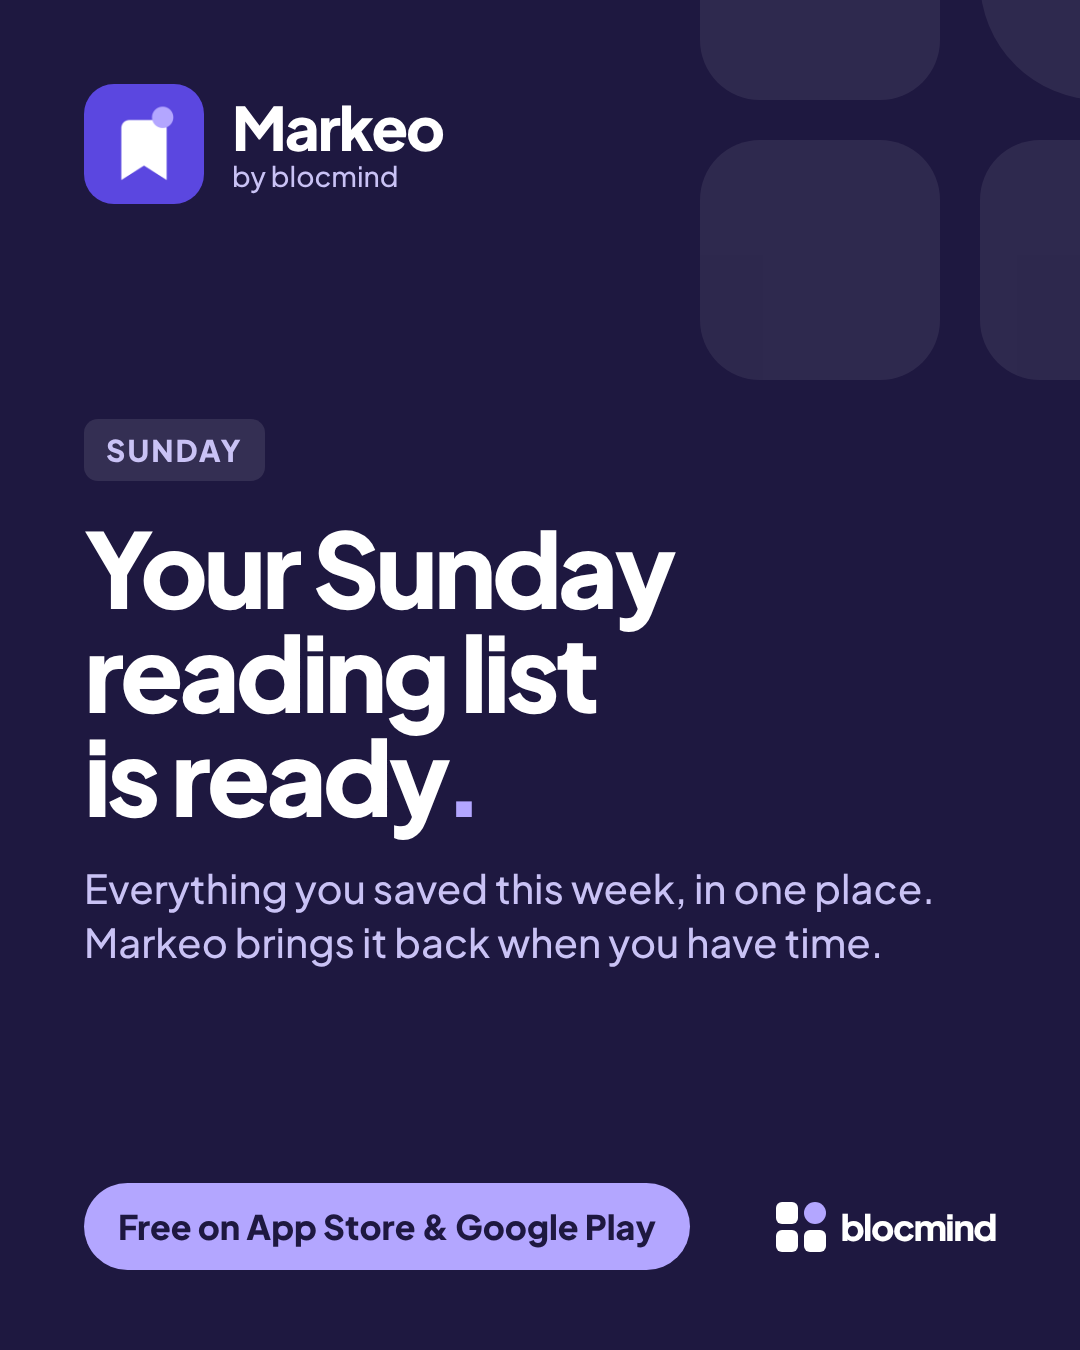 Markeo
by blocmind
SUNDAY
Your Sunday
reading list
is ready.
Everything you saved this week, in one place.
Markeo brings it back when you have time.
Free on App Store & Google Play
blocmind